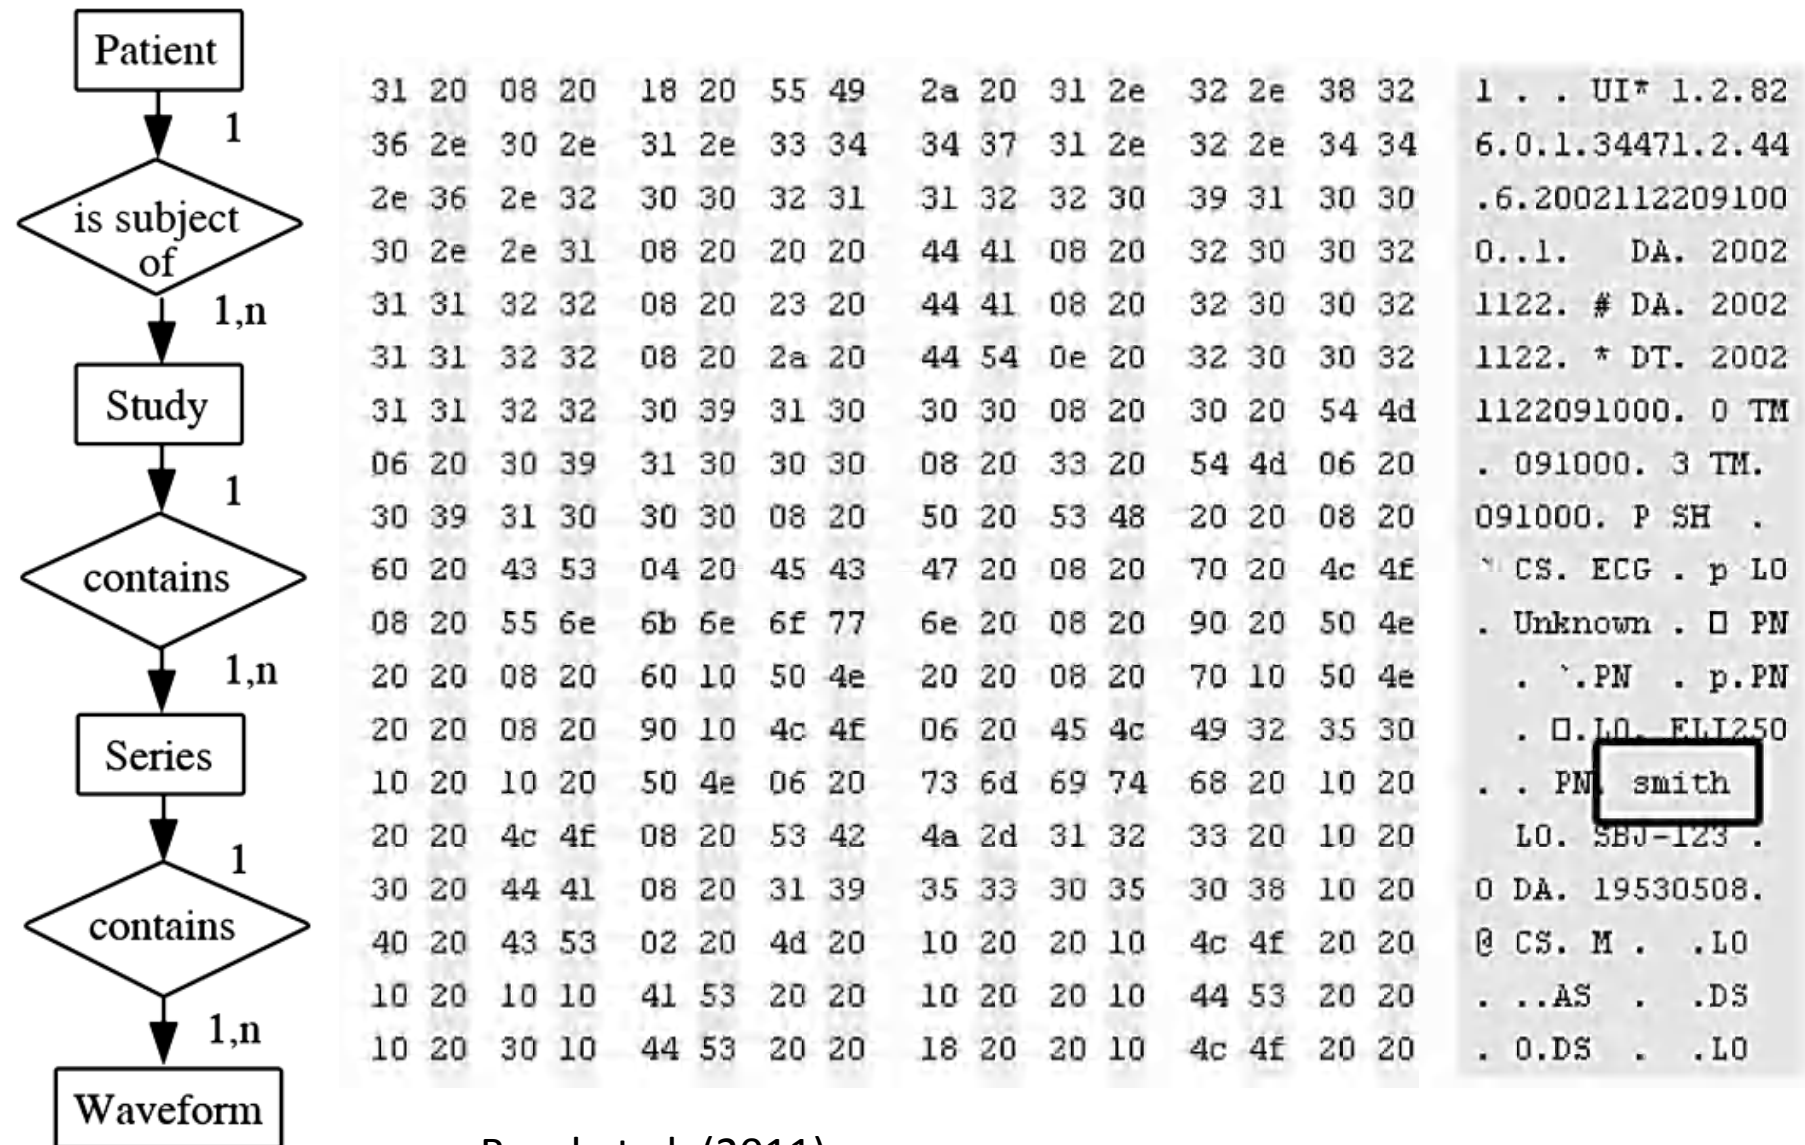 Patient
1
is subject
of
1,n
Study
1
contains
1,n
Series
1
contains
1,n
Waveform
31 20 08 20 18 20 55 49 2a 20 31 2e 32 2e 38 32 1 . . UI* 1.2.82
36 2e 30 2e 31 2e 33 34 34 37 31 2e 32 2e 34 34 6.0.1.34471.2.44
2e 36 2e 32 30 30 32 31 31 32 32 30 39 31 30 30 .6.2002112209100
30 2e 2e 31 08 20 20 20 44 41 08 20 32 30 30 32 0..1. DA. 2002
31 31 32 32 08 20 23 20 44 41 08 20 32 30 30 32 1122. # DA. 2002
31 31 32 32 08 20 2a 20 44 54 0e 20 32 30 30 32 1122. * DT. 2002
31 31 32 32 30 39 31 30 30 30 08 20 30 20 54 4d 1122091000. 0 TM
06 20 30 39 31 30 30 30 08 20 33 20 54 4d 06 20 . 091000. 3 TM.
30 39 31 30 30 30 08 20 50 20 53 48 20 20 08 20 091000. P SH .
60 20 43 53 04 20 45 43 47 20 08 20 70 20 4c 4f ` CS. ECG . p LO
08 20 55 6e 6b 6e 6f 77 6e 20 08 20 90 20 50 4e . Unknown . □ PN
20 20 08 20 60 10 50 4e 20 20 08 20 70 10 50 4e . `.PN . p.PN
20 20 08 20 90 10 4c 4f 06 20 45 4c 49 32 35 30 . □.LO. ELI250
10 20 10 20 50 4e 06 20 73 6d 69 74 68 20 10 20 . . PN. smith
20 20 4c 4f 08 20 53 42 4a 2d 31 32 33 20 10 20 LO. SBJ-123 .
30 20 44 41 08 20 31 39 35 33 30 35 30 38 10 20 0 DA. 19530508.
40 20 43 53 02 20 4d 20 10 20 20 10 4c 4f 20 20 @ CS. M . .LO
10 20 10 10 41 53 20 20 10 20 20 10 44 53 20 20 . ..AS . .DS
10 20 30 10 44 53 20 20 18 20 20 10 4c 4f 20 20 . 0.DS . .LO
(2011)